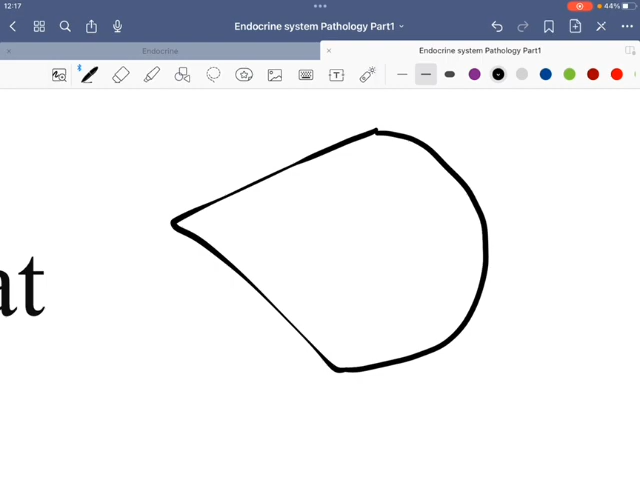 12:17
44%
Endocrine system Pathology Part1
Endocrine
Endocrine system Pathology Part1
T
at